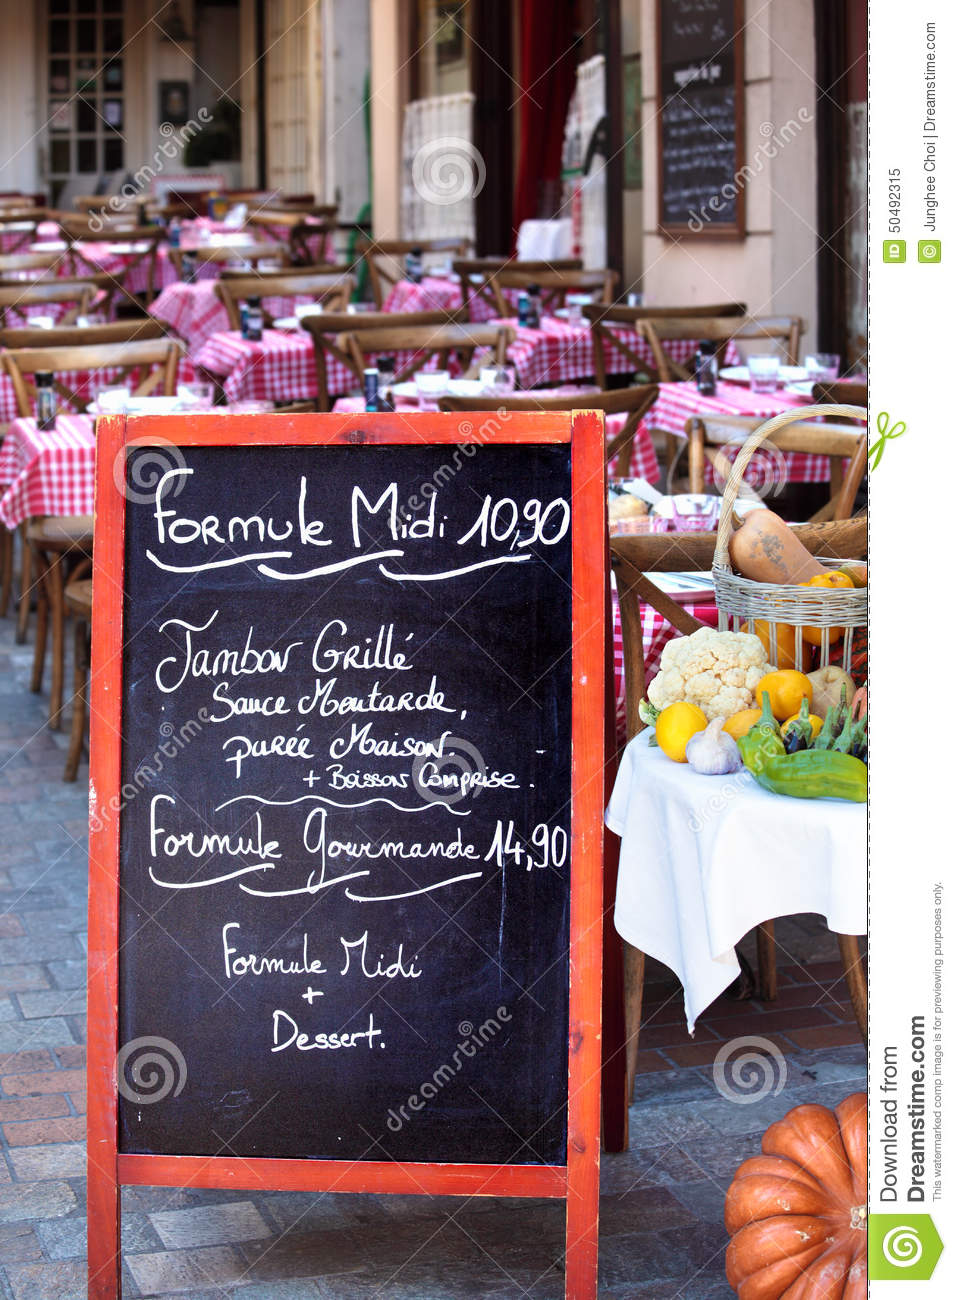 Formule Midi 10,90
Jambon Grillé
Sauce Moutarde,
purée Maison.
+ Boisson Comprise.
Formule Gourmande 14,90
Formule Midi
+
Dessert.
dreamstime
50492315
Junghee Choi | Dreamstime.com
ID
©
Download from
Dreamstime.com
This watermarked comp image is for previewing purposes only.